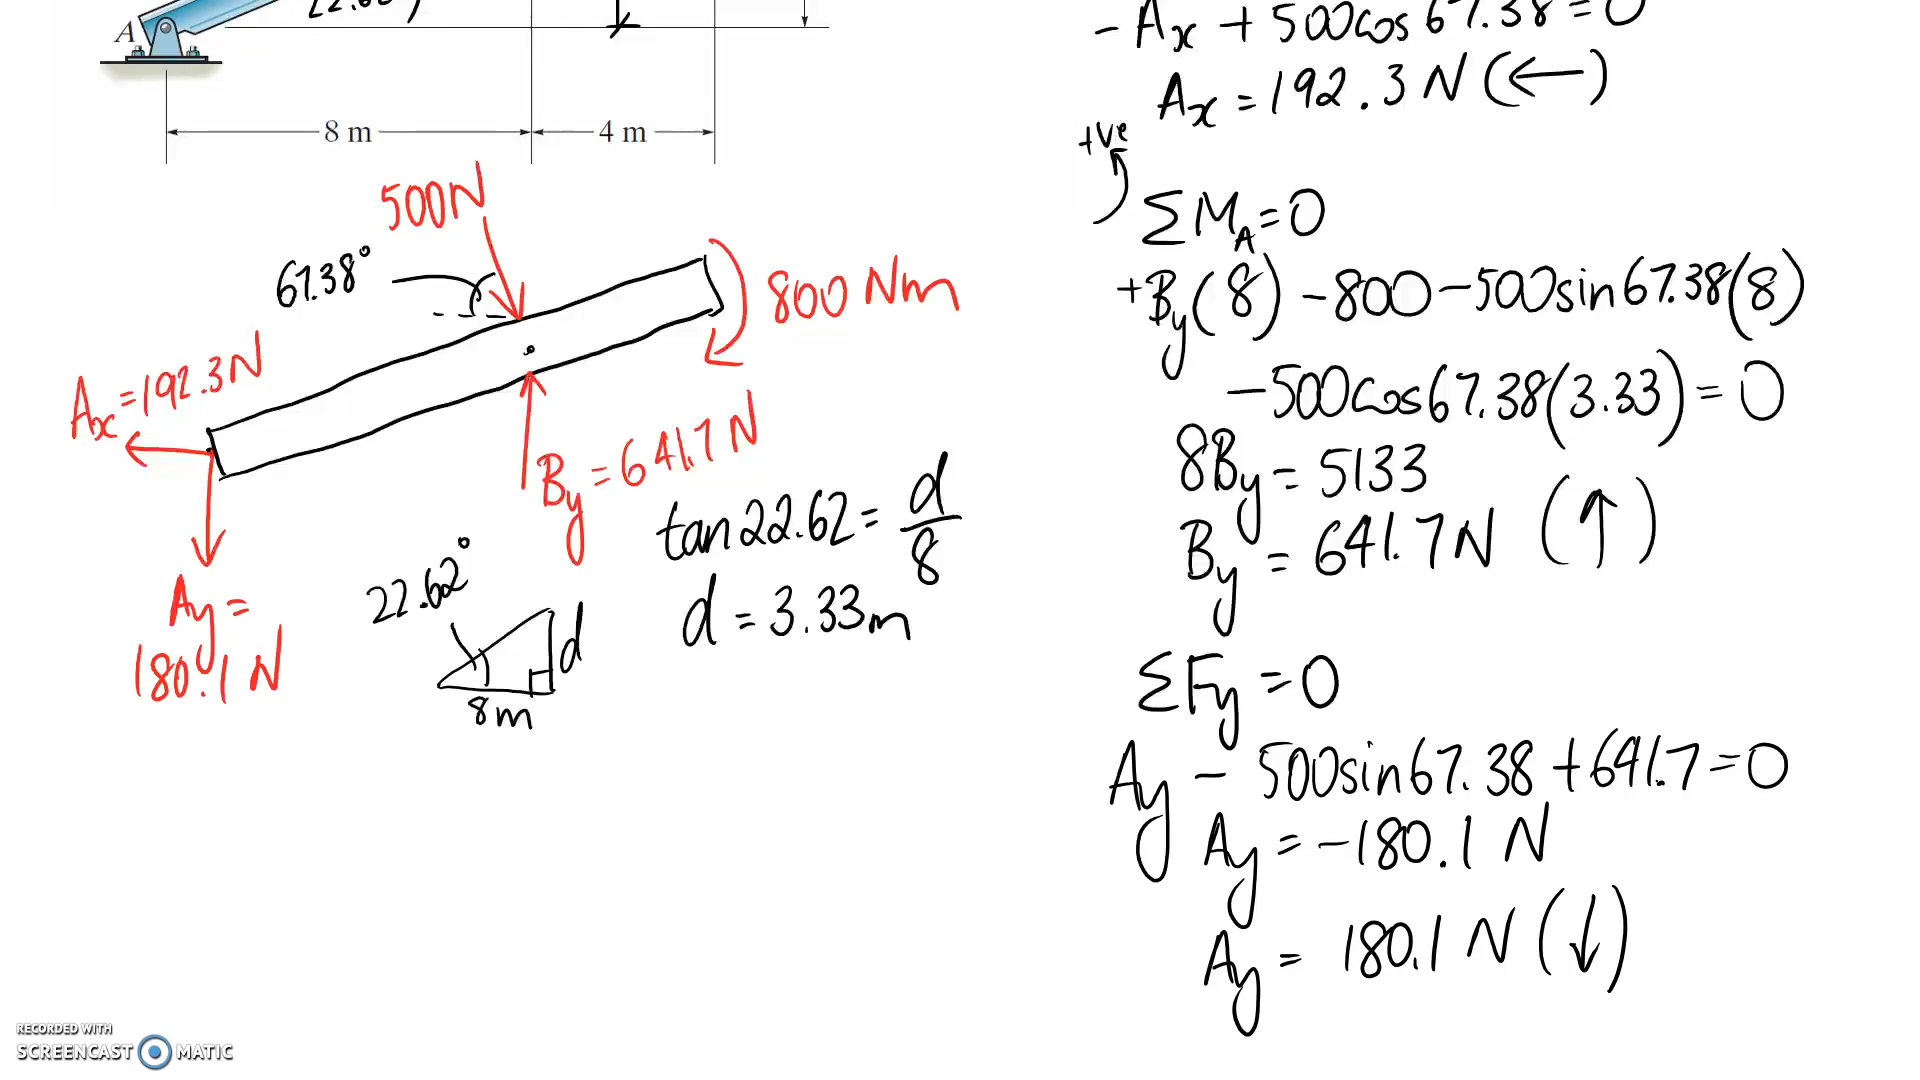 A
8 m
4 m
500N
67.38°
800 Nm
Ax = 192.3N
By = 641.7 N
Ay =
180.1 N
22.62°
d
8m
tan22.62 = d/8
d = 3.33m
- Ax + 500cos 67.38 = 0
Ax = 192.3 N (←)
+ve
ΣMA = 0
+By(8) - 800 - 500sin67.38(8)
- 500cos67.38(3.33) = 0
8By = 5133
By = 641.7N (↑)
ΣFy = 0
Ay - 500sin67.38 + 641.7 = 0
Ay = -180.1 N
Ay = 180.1 N (↓)
RECORDED WITH
SCREENCAST MATIC